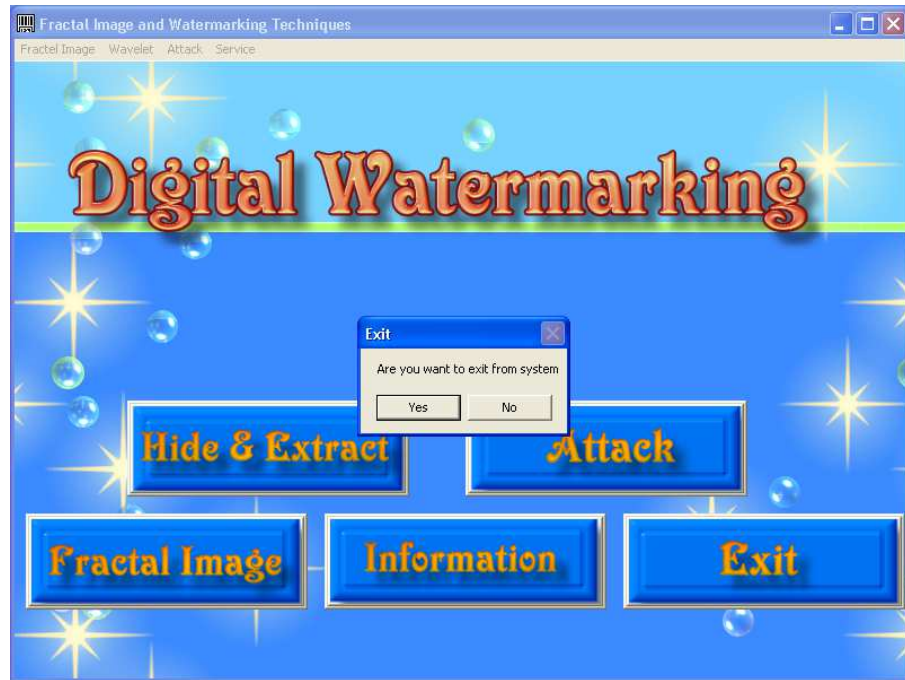 Fractal Image and Watermarking Techniques
Fractel Image Wavelet Attack Service
Digital Watermarking
Exit
Are you want to exit from system
Yes No
Hide & Extract Attack
Fractal Image Information Exit